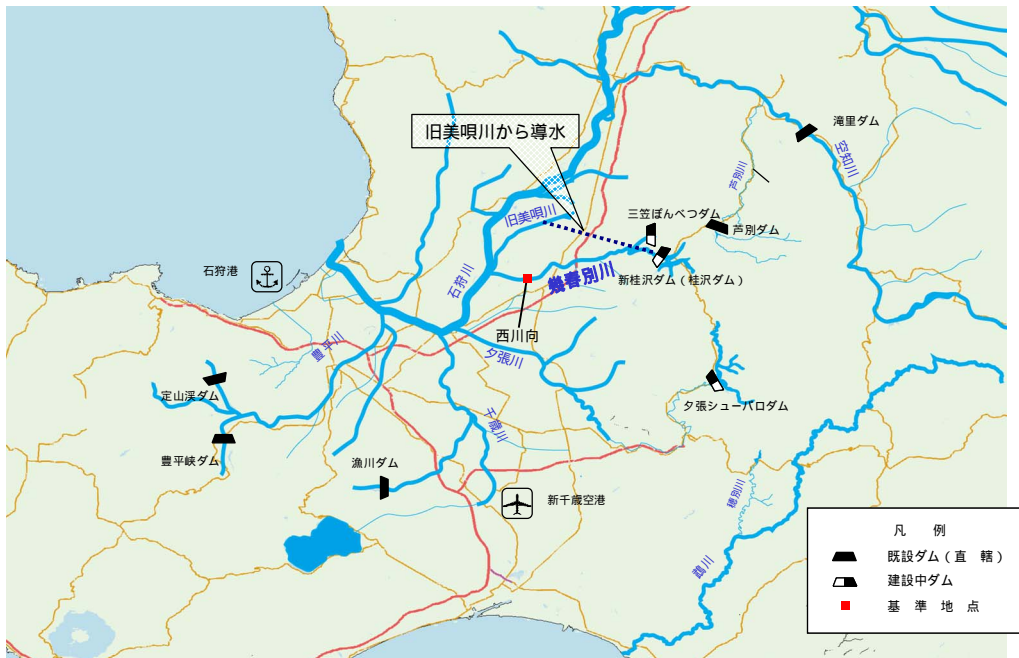 旧美唄川から導水
滝里ダム
空知川
芦別川
三笠ぽんべつダム
芦別ダム
旧美唄川
石狩川
幾春別川
新桂沢ダム(桂沢ダム)
石狩港
西川向
豊平川
夕張川
定山渓ダム
夕張シューパロダム
千歳川
豊平峡ダム
漁川ダム
新千歳空港
穂別川
鵡川
凡 例
既設ダム(直 轄)
建設中ダム
基 準 地 点